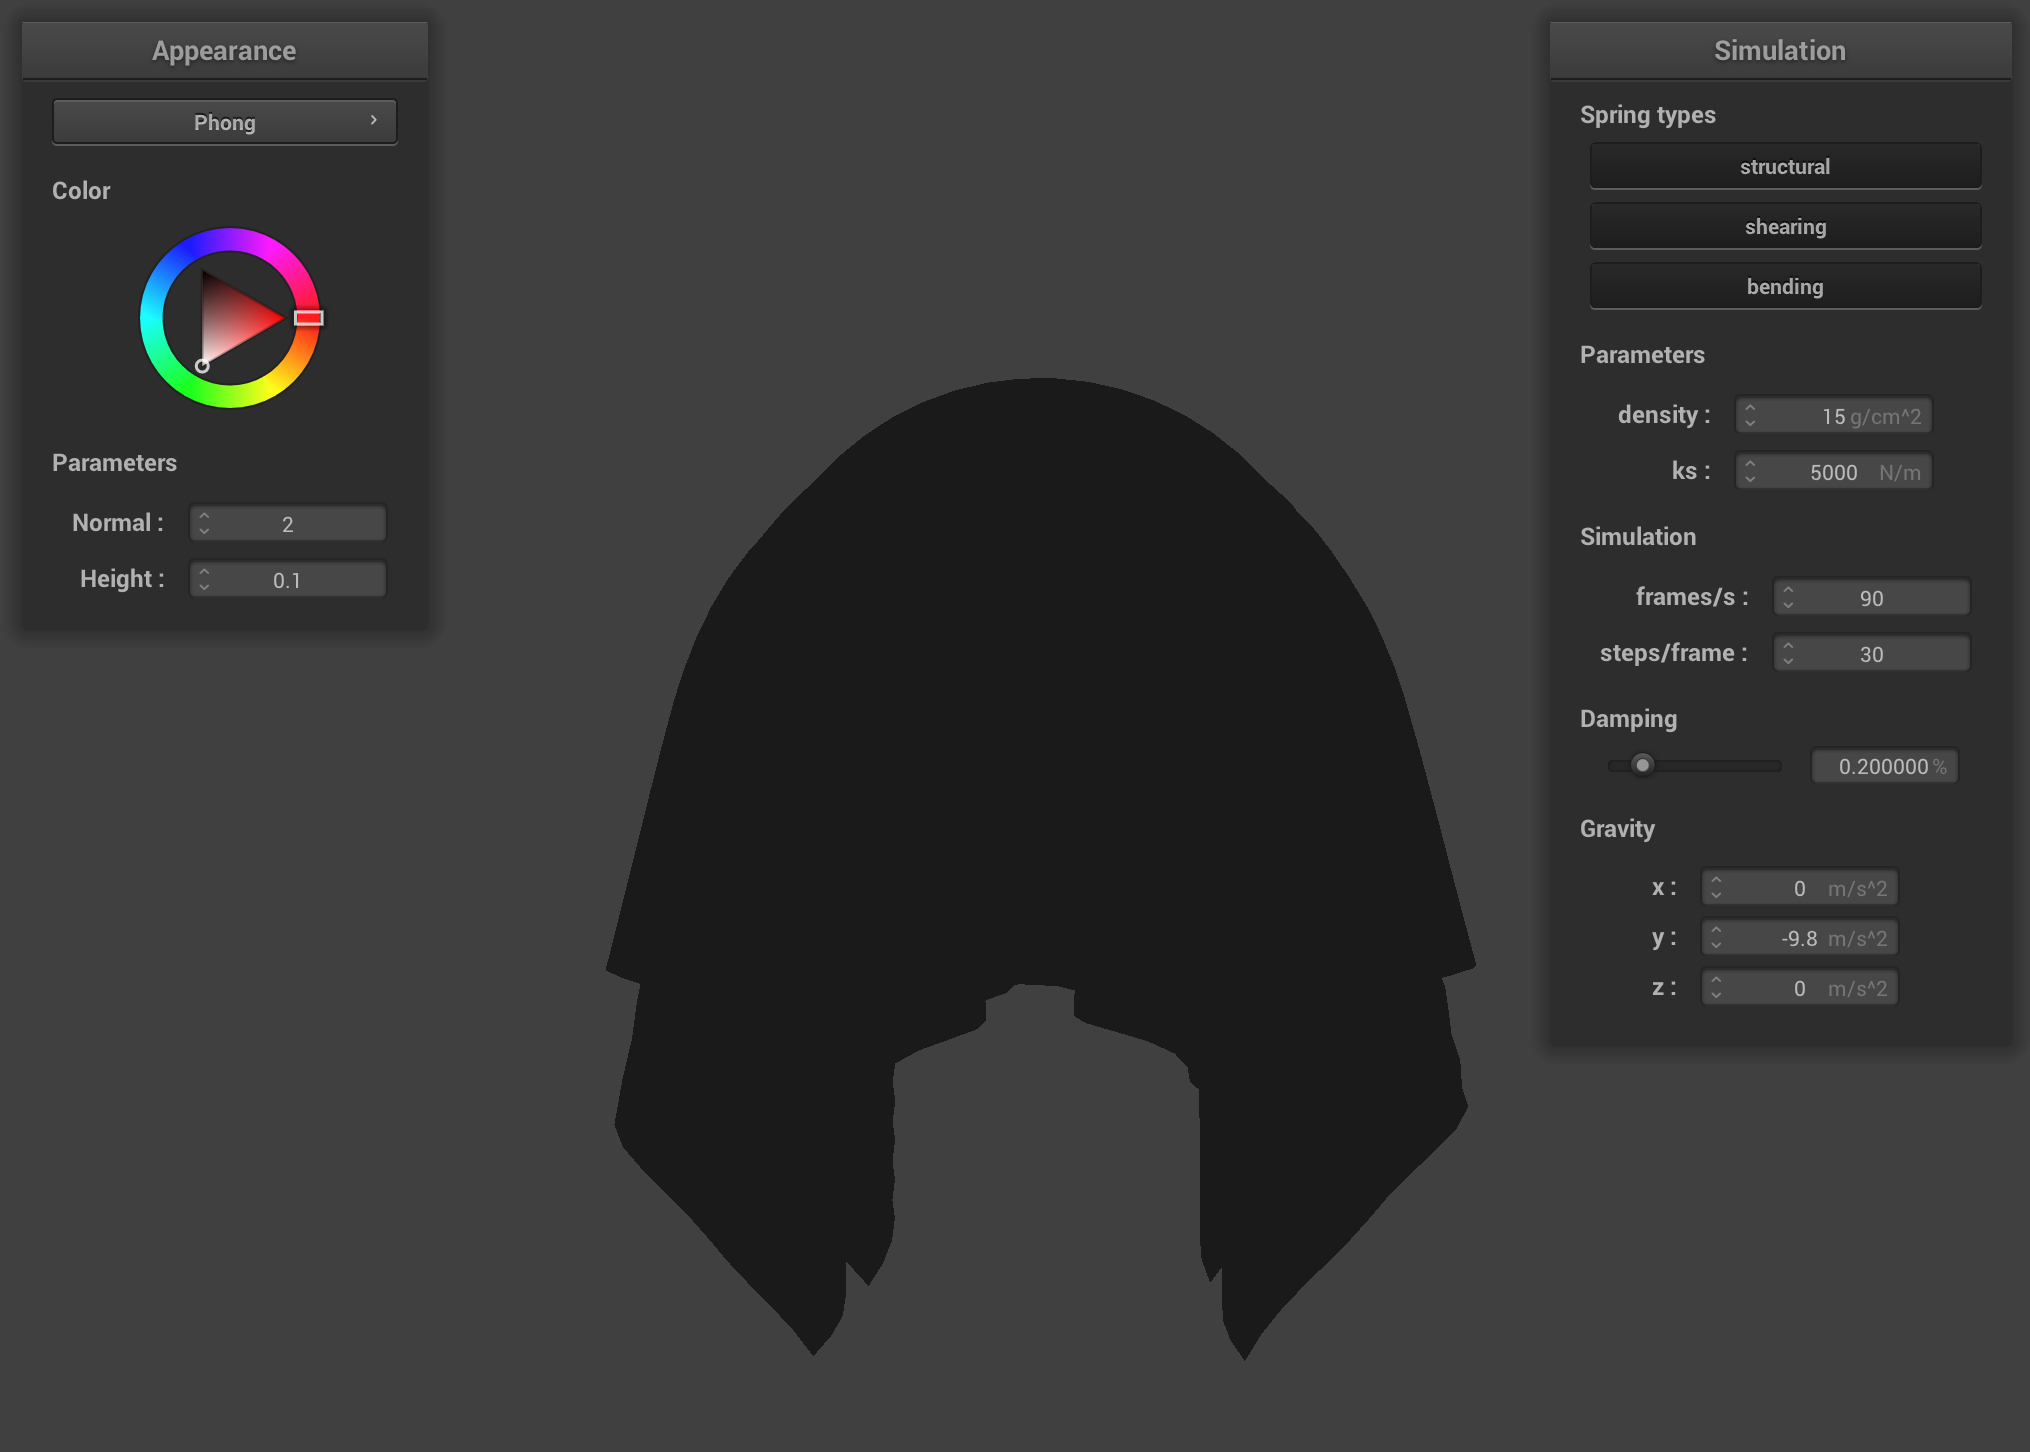 Appearance
Phong
Color
Parameters
Normal : 2
Height : 0.1
Simulation
Spring types
structural
shearing
bending
Parameters
density : 15 g/cm^2
ks : 5000 N/m
Simulation
frames/s : 90
steps/frame : 30
Damping
0.200000 %
Gravity
x : 0 m/s^2
y : -9.8 m/s^2
z : 0 m/s^2